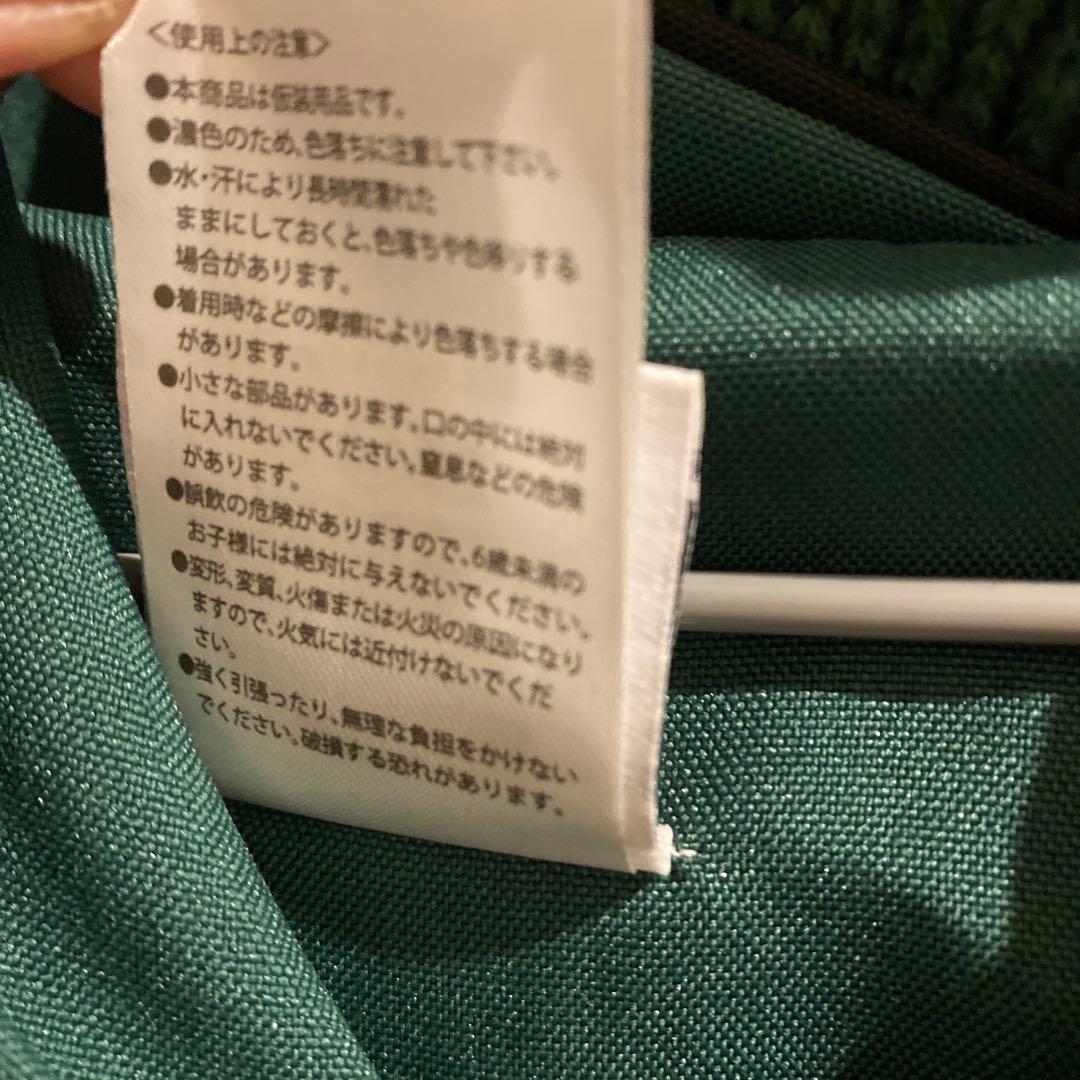 <使用上の注意>
●本商品は仮装用品です。
●濃色のため、色落ちに注意して下さい。
●水・汗により長時間濡れた
ままにしておくと、色落ちや色移りする
場合があります。
●着用時などの摩擦により色落ちする場合
があります。
●小さな部品があります。口の中には絶対
に入れないでください。窒息などの危険
があります。
●誤飲の危険がありますので、6歳未満の
お子様には絶対に与えないでください。
●変形、変質、火傷または火災の原因になり
ますので、火気には近付けないでくだ
さい。
●強く引張ったり、無理な負担をかけない
でください。破損する恐れがあります。